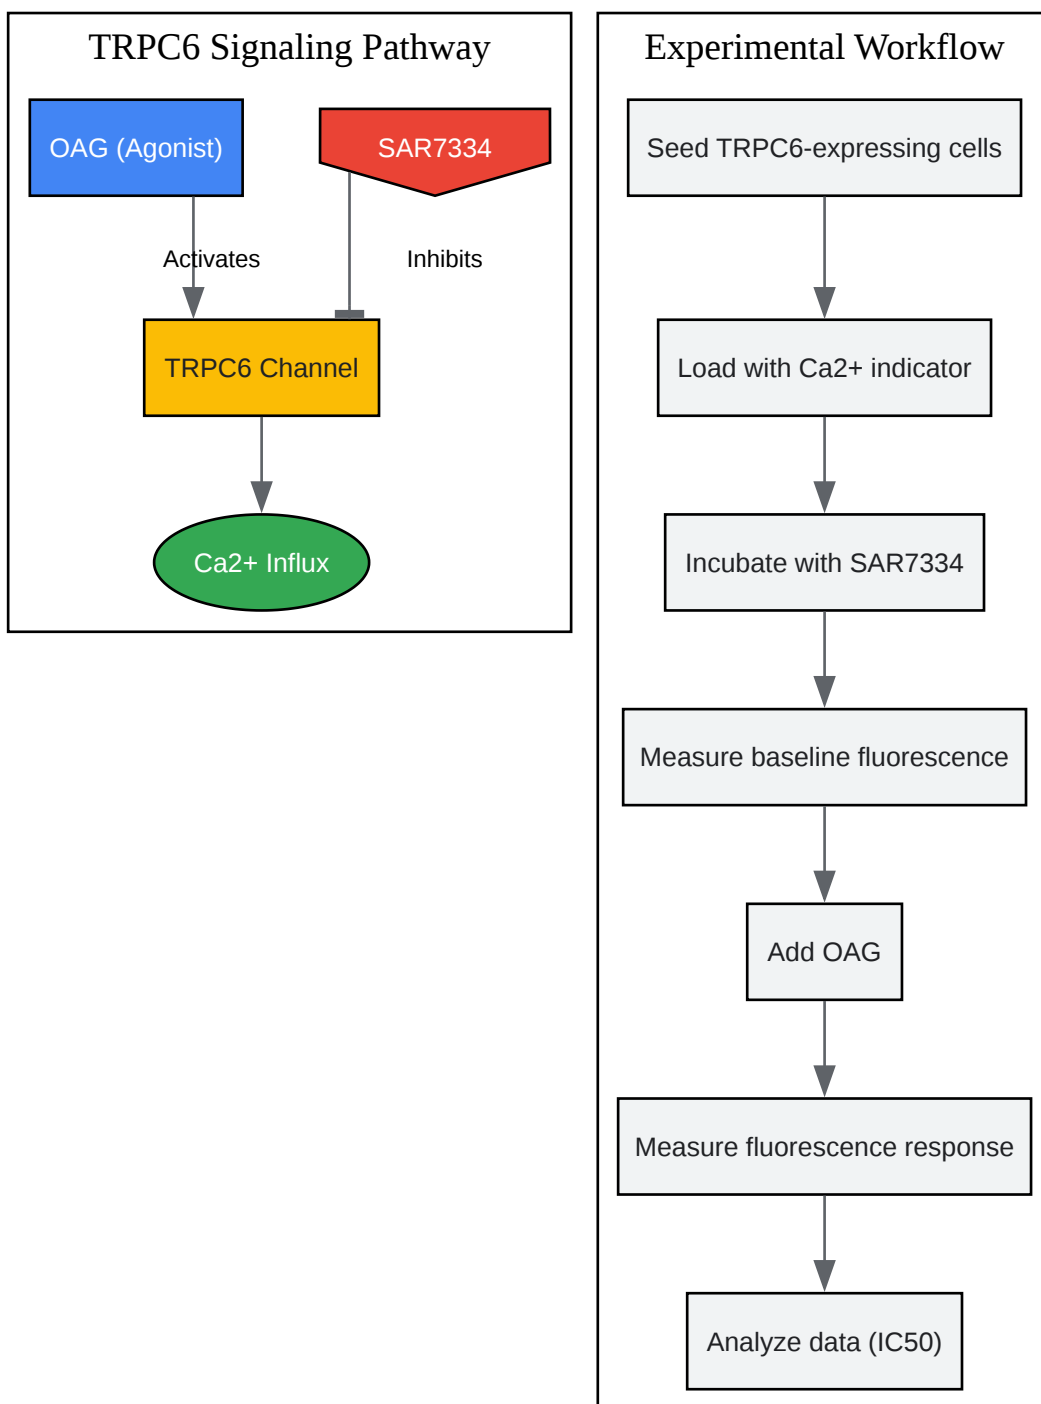 TRPC6 Signaling Pathway
OAG (Agonist)
SAR7334
Activates
Inhibits
TRPC6 Channel
Ca2+ Influx
Experimental Workflow
Seed TRPC6-expressing cells
Load with Ca2+ indicator
Incubate with SAR7334
Measure baseline fluorescence
Add OAG
Measure fluorescence response
Analyze data (IC50)